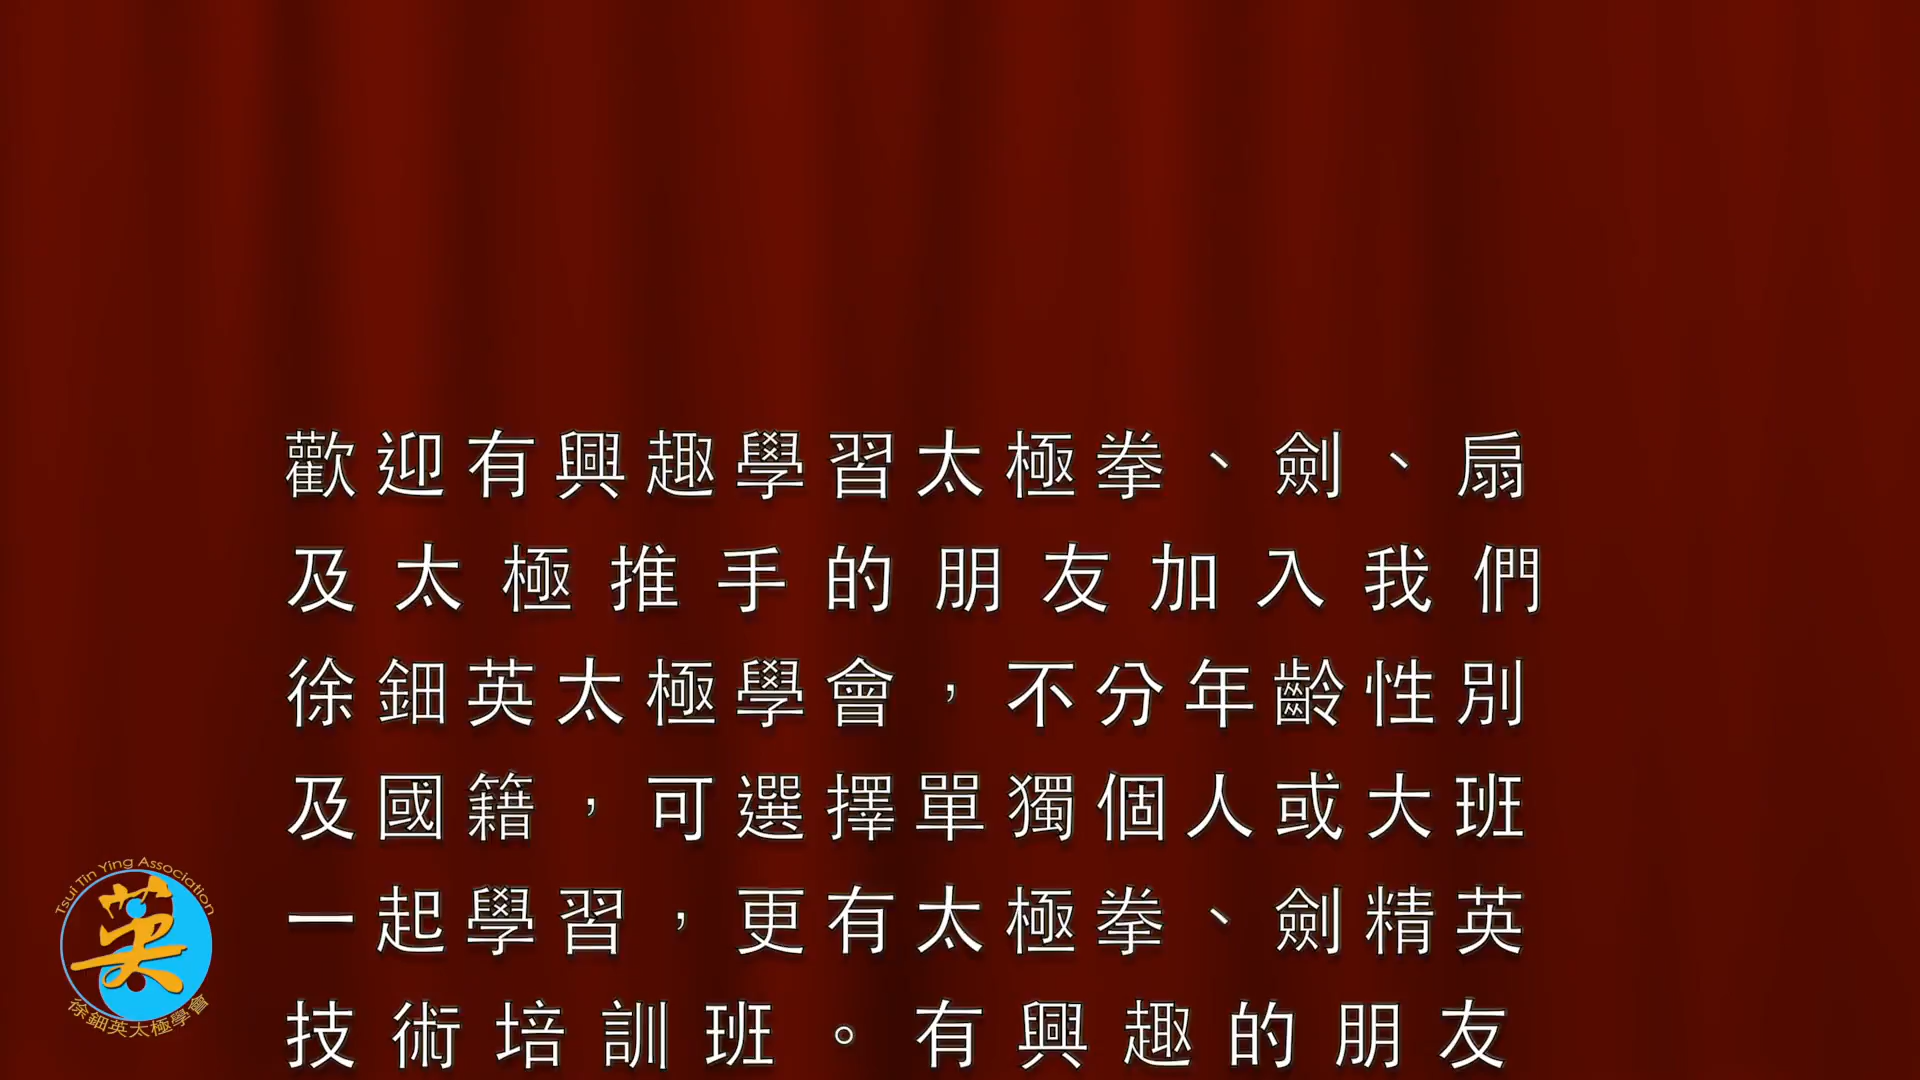 歡迎有興趣學習太極拳、劍、扇
及太極推手的朋友加入我們
徐鈿英太極學會，不分年齡性別
及國籍，可選擇單獨個人或大班
一起學習，更有太極拳、劍精英
技術培訓班。有興趣的朋友
Tsui Tin Ying Association
英
徐鈿英太極學會